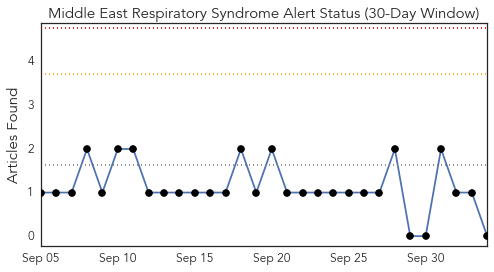 Middle East Respiratory Syndrome Alert Status (30-Day Window)
Articles Found
4
3
2
1
0
Sep 05 Sep 10 Sep 15 Sep 20 Sep 25 Sep 30